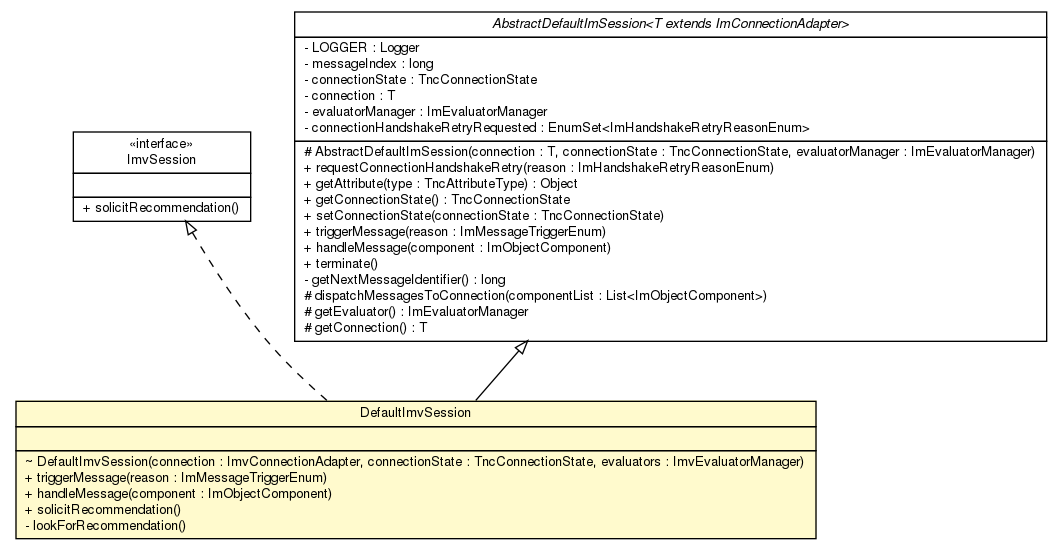 AbstractDefaultImSession<T extends ImConnectionAdapter>
- LOGGER : Logger
- messageIndex : long
- connectionState : TncConnectionState
- connection : T
- evaluatorManager : ImEvaluatorManager
- connectionHandshakeRetryRequested : EnumSet<ImHandshakeRetryReasonEnum>
# AbstractDefaultImSession(connection : T, connectionState : TncConnectionState, evaluatorManager : ImEvaluatorManager)
+ requestConnectionHandshakeRetry(reason : ImHandshakeRetryReasonEnum)
+ getAttribute(type : TncAttributeType) : Object
+ getConnectionState() : TncConnectionState
+ setConnectionState(connectionState : TncConnectionState)
+ triggerMessage(reason : ImMessageTriggerEnum)
+ handleMessage(component : ImObjectComponent)
+ terminate()
- getNextMessageIdentifier() : long
# dispatchMessagesToConnection(componentList : List<ImObjectComponent>)
# getEvaluator() : ImEvaluatorManager
# getConnection() : T
«interface»
ImvSession
+ solicitRecommendation()
DefaultImvSession
~ DefaultImvSession(connection : ImvConnectionAdapter, connectionState : TncConnectionState, evaluators : ImvEvaluatorManager)
+ triggerMessage(reason : ImMessageTriggerEnum)
+ handleMessage(component : ImObjectComponent)
+ solicitRecommendation()
- lookForRecommendation()